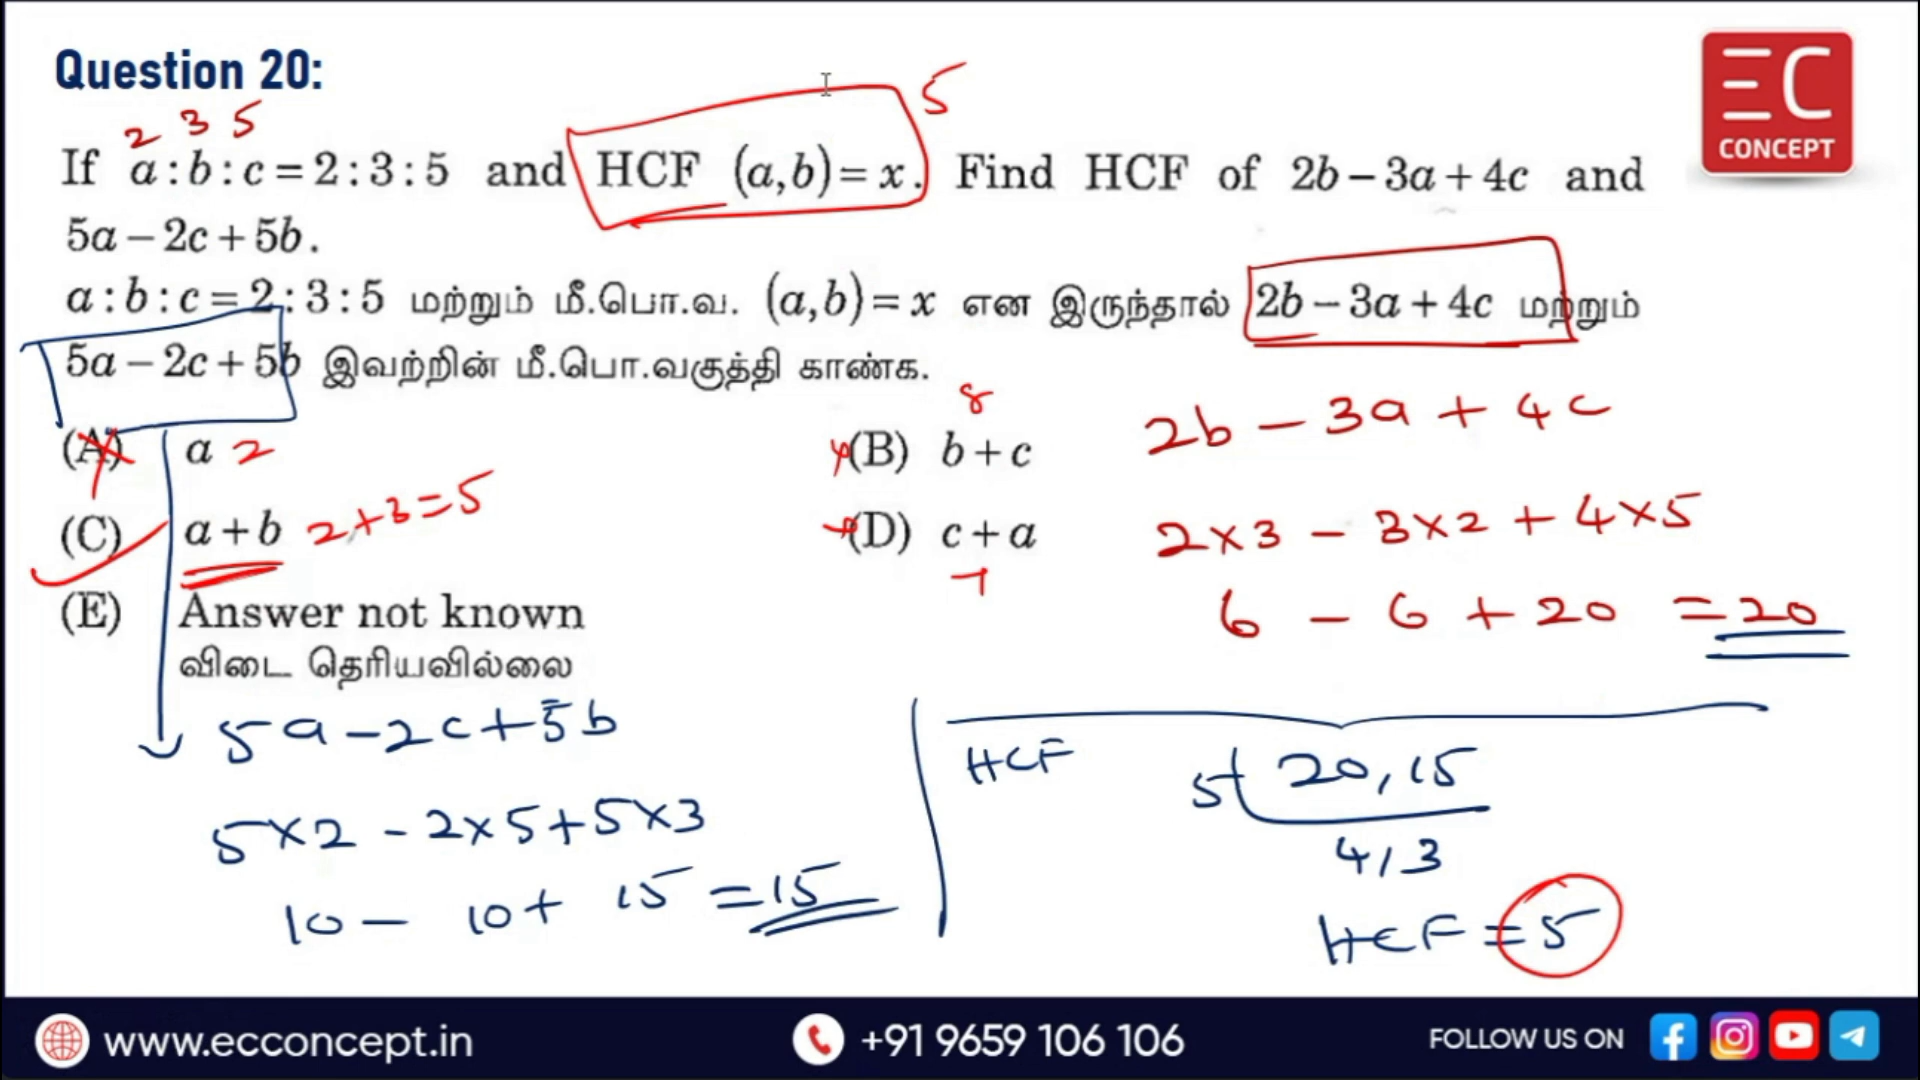 Question 20:
EC
CONCEPT
2 3 5
5
If a : b : c = 2 : 3 : 5 and HCF (a,b) = x. Find HCF of 2b – 3a + 4c and
5a – 2c + 5b.
a : b : c = 2 : 3 : 5 மற்றும் மீ.பொ.வ. (a,b) = x என இருந்தால் 2b – 3a + 4c மற்றும்
5a – 2c + 5b இவற்றின் மீ.பொ.வகுத்தி காண்க.
(A) a 2
8
(B) b + c
(C) a + b 2+3=5
(D) c + a
7
(E) Answer not known
விடை தெரியவில்லை
2b – 3a + 4c
2×3 – 3×2 + 4×5
6 – 6 + 20 = 20
5a – 2c + 5b
5×2 – 2×5 + 5×3
10 – 10 + 15 = 15
HCF
5 20, 15
4, 3
HCF = 5
www.ecconcept.in
+91 9659 106 106
FOLLOW US ON